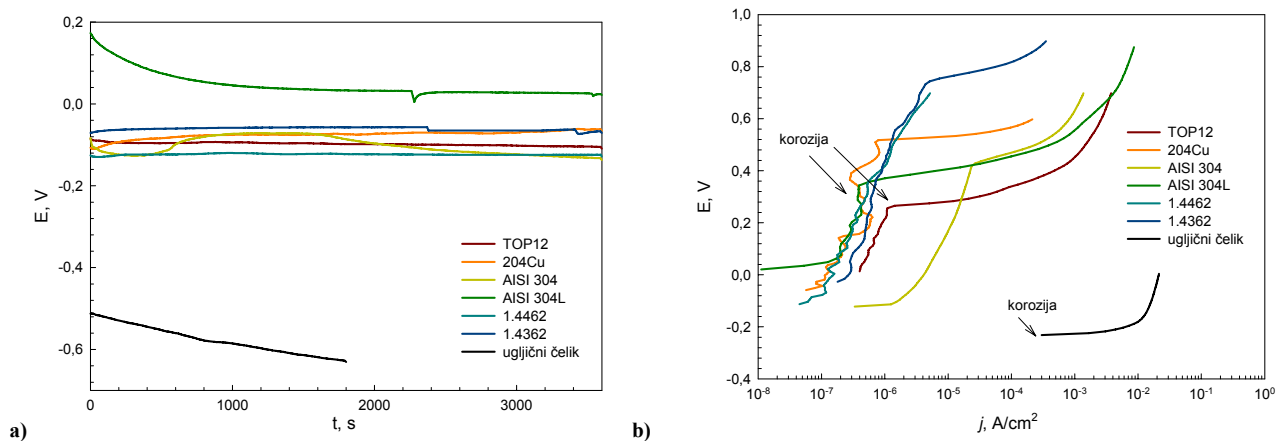 0,2
0,0
-0,2
-0,4
-0,6
E, V
0
1000
2000
3000
t, s
TOP12
204Cu
AISI 304
AISI 304L
1.4462
1.4362
ugljični čelik
a)
1,0
0,8
0,6
0,4
0,2
0,0
-0,2
-0,4
E, V
10⁻⁸
10⁻⁷
10⁻⁶
10⁻⁵
10⁻⁴
10⁻³
10⁻²
10⁻¹
10⁰
j, A/cm²
korozija
korozija
TOP12
204Cu
AISI 304
AISI 304L
1.4462
1.4362
ugljični čelik
b)